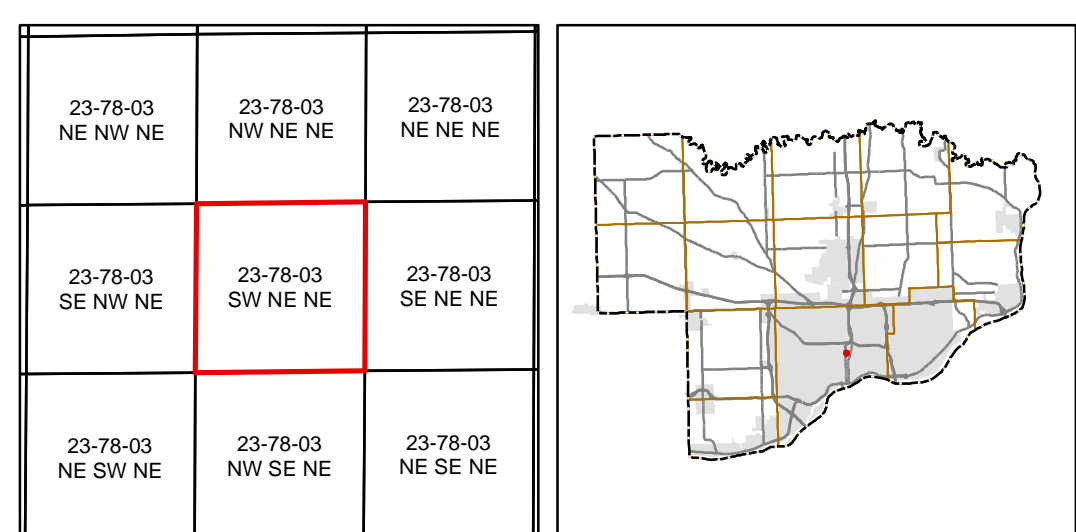 23-78-03
NE NW NE
23-78-03
NW NE NE
23-78-03
NE NE NE
23-78-03
SE NW NE
23-78-03
SW NE NE
23-78-03
SE NE NE
23-78-03
NE SW NE
23-78-03
NW SE NE
23-78-03
NE SE NE